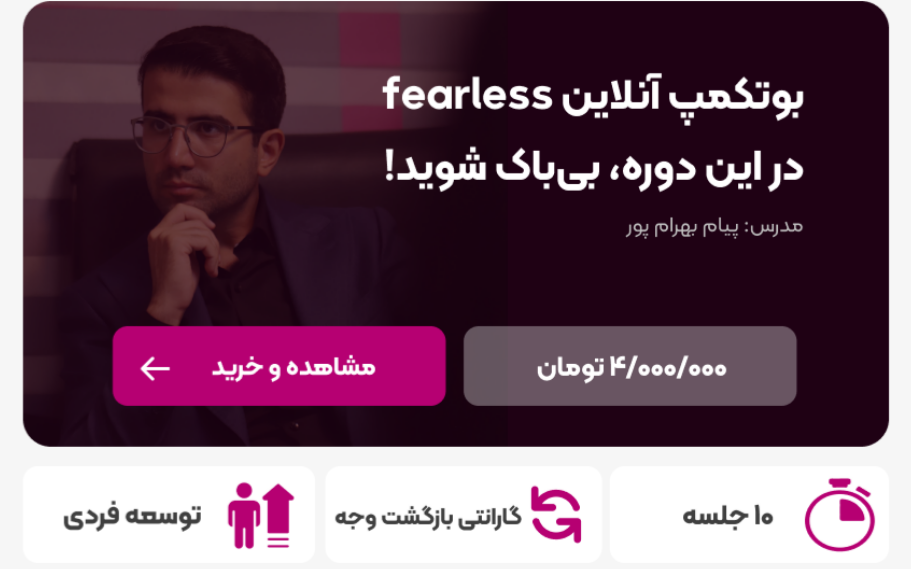 بوتکمپ آنلاین fearless
در این دوره، بی‌باک شوید!
مدرس: پیام بهرام پور
۴/۰۰۰/۰۰۰ تومان
مشاهده و خرید
۱۰ جلسه
گارانتی بازگشت وجه
توسعه فردی